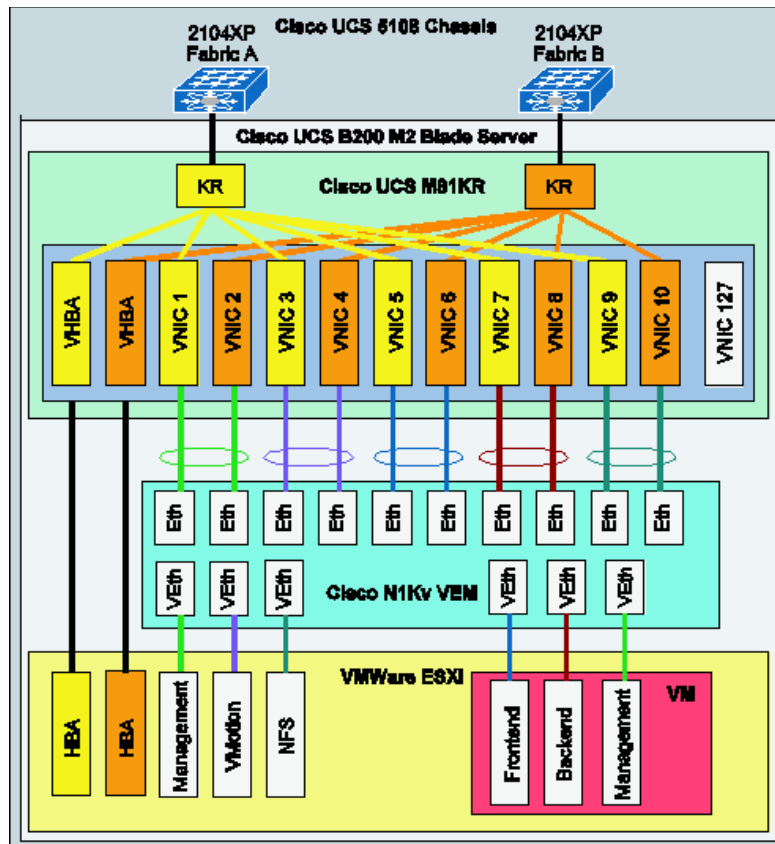 Cisco UCS 5108 Chassis
2104XP
Fabric A
2104XP
Fabric B
Cisco UCS B200 M2 Blade Server
KR
Cisco UCS M81KR
KR
VHBA
VHBA
VNIC 1
VNIC 2
VNIC 3
VNIC 4
VNIC 5
VNIC 6
VNIC 7
VNIC 8
VNIC 9
VNIC 10
VNIC 127
Eth
Eth
Eth
Eth
Eth
Eth
Eth
Eth
Eth
Eth
VEth
VEth
VEth
Cisco N1Kv VEM
VEth
VEth
VEth
VMWare ESXI
VM
HBA
HBA
Management
VMotion
NFS
Frontend
Backend
Management